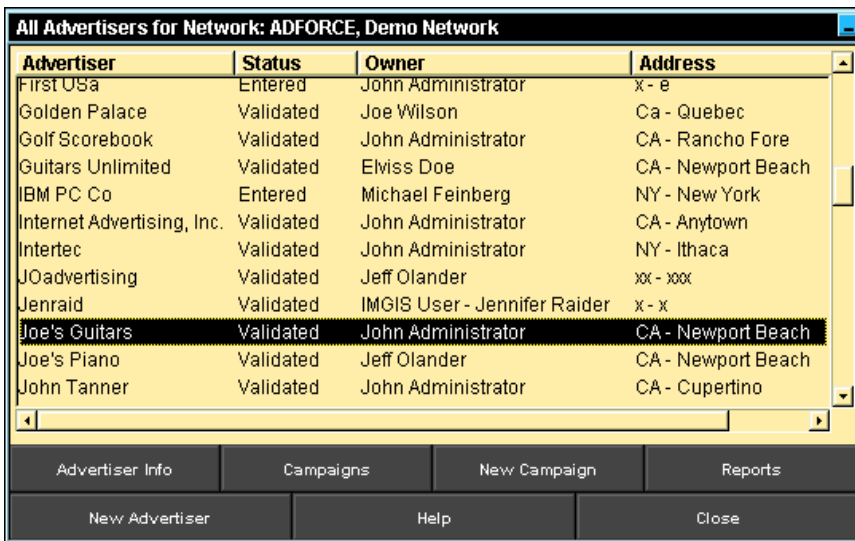 All Advertisers for Network: ADFORCE, Demo Network
Advertiser Status Owner Address
First USa Entered John Administrator x - e
Golden Palace Validated Joe Wilson Ca - Quebec
Golf Scorebook Validated John Administrator CA - Rancho Fore
Guitars Unlimited Validated Elviss Doe CA - Newport Beach
IBM PC Co Entered Michael Feinberg NY - New York
Internet Advertising, Inc. Validated John Administrator CA - Anytown
Intertec Validated John Administrator NY - Ithaca
JOadvertising Validated Jeff Olander xx - xxx
Jenraid Validated IMGIS User - Jennifer Raider x - x
Joe's Guitars Validated John Administrator CA - Newport Beach
Joe's Piano Validated Jeff Olander CA - Newport Beach
John Tanner Validated John Administrator CA - Cupertino
Advertiser Info Campaigns New Campaign Reports
New Advertiser Help Close